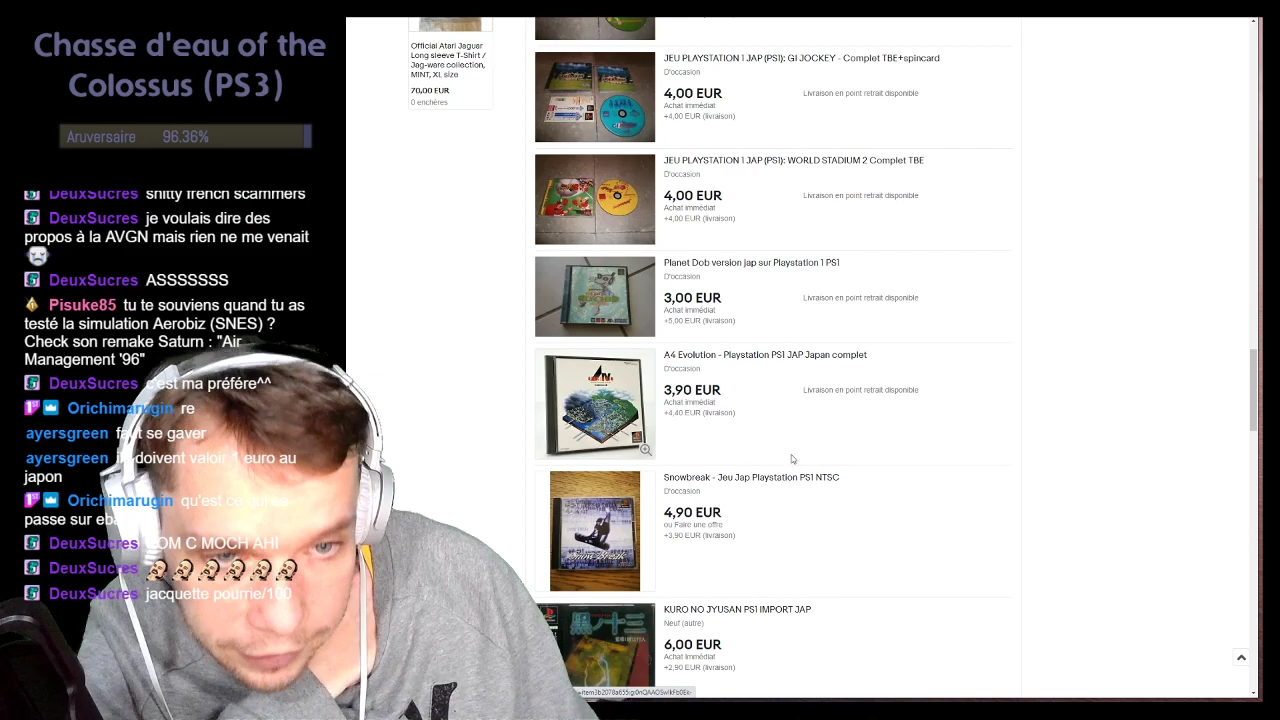 Chasse d'eau of the
Colossus (PS3)
Aruversaire 96.36%
DeuxSucres shitty french scammers
DeuxSucres je voulais dire des
propos à la AVGN mais rien ne me venait
DeuxSucres ASSSSSSS
Pisuke85 tu te souviens quand tu as
testé la simulation Aerobiz (SNES) ?
Check son remake Saturn : "Air
Management '96"
DeuxSucres c'est ma préfére^^
Orichimarugin re
ayersgreen faut se gaver
ayersgreen ils doivent valoir 1 euro au
japon
Orichimarugin qu'est ce qui se
passe sur ebay
DeuxSucres COM C MOCH AHI
DeuxSucres
DeuxSucres jacquette pourrie/100
Official Atari Jaguar
Long sleeve T-Shirt /
Jag-ware collection,
MINT, XL size
70,00 EUR
0 enchères
JEU PLAYSTATION 1 JAP (PS1): G1 JOCKEY - Complet TBE+spincard
D'occasion
4,00 EUR
Livraison en point retrait disponible
Achat immédiat
+4,00 EUR (livraison)
JEU PLAYSTATION 1 JAP (PS1): WORLD STADIUM 2 Complet TBE
D'occasion
4,00 EUR
Livraison en point retrait disponible
Achat immédiat
+4,00 EUR (livraison)
Planet Dob version jap sur Playstation 1 PS1
D'occasion
3,00 EUR
Livraison en point retrait disponible
Achat immédiat
+5,00 EUR (livraison)
A4 Evolution - Playstation PS1 JAP Japan complet
D'occasion
3,90 EUR
Livraison en point retrait disponible
Achat immédiat
+4,40 EUR (livraison)
Snowbreak - Jeu Jap Playstation PS1 NTSC
D'occasion
4,90 EUR
ou Faire une offre
+3,90 EUR (livraison)
Snow Break
KURO NO JYUSAN PS1 IMPORT JAP
Neuf (autre)
6,00 EUR
Achat immédiat
+2,90 EUR (livraison)
黒ノ十三